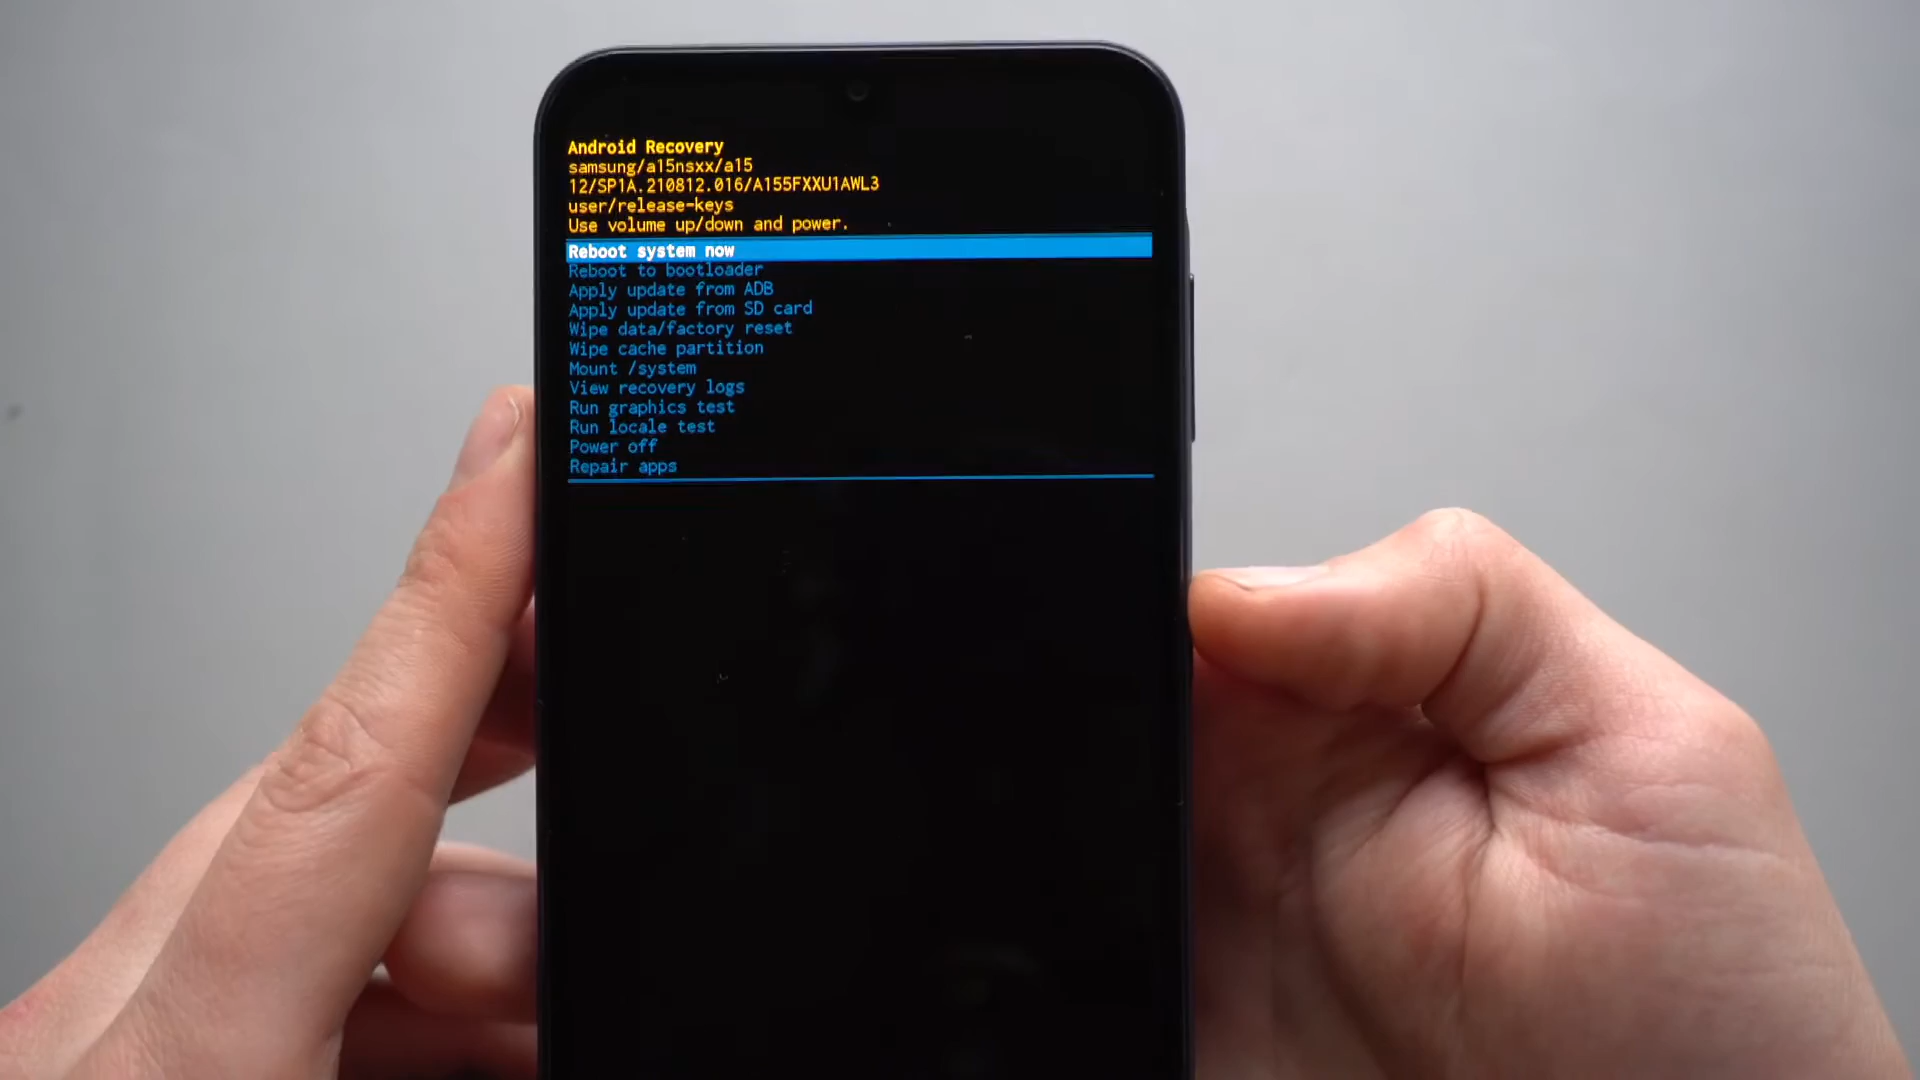 Android Recovery
samsung/a15nsxx/a15
12/SP1A.210812.016/A155FXXU1AWL3
user/release-keys
Use volume up/down and power.
Reboot system now
Reboot to bootloader
Apply update from ADB
Apply update from SD card
Wipe data/factory reset
Wipe cache partition
Mount /system
View recovery logs
Run graphics test
Run locale test
Power off
Repair apps